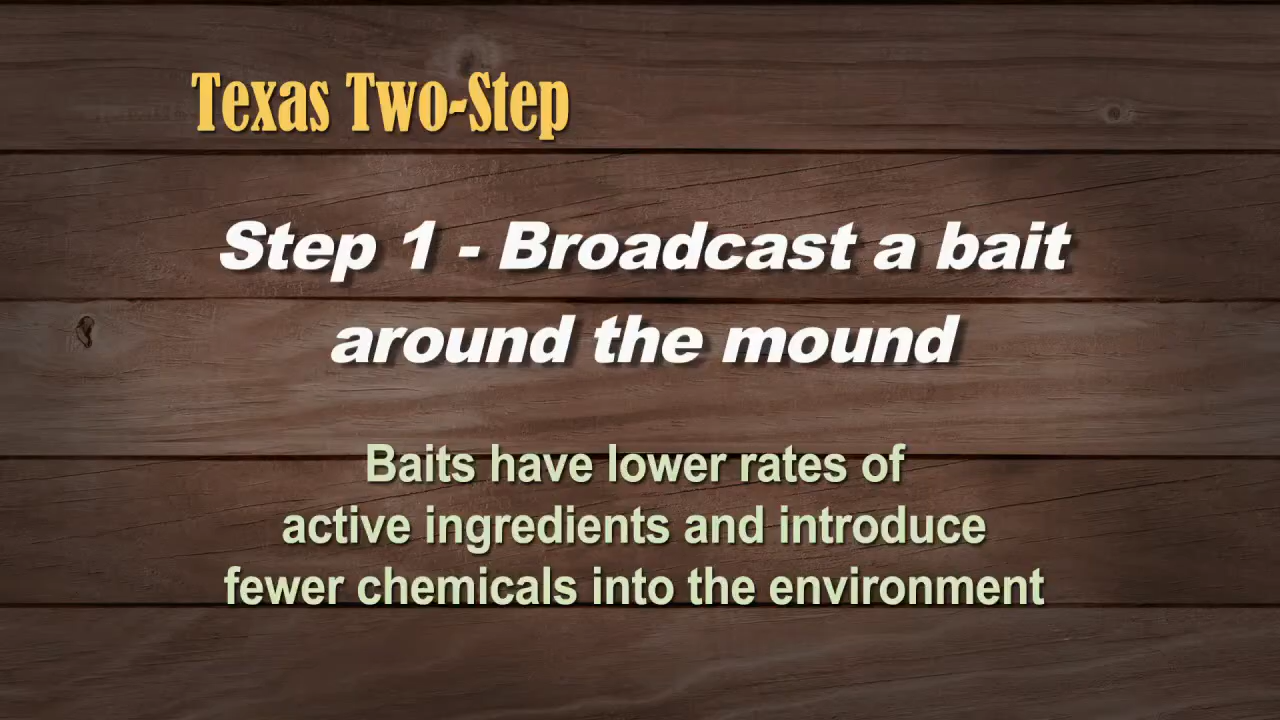 Texas Two-Step
Step 1 - Broadcast a bait
around the mound
Baits have lower rates of
active ingredients and introduce
fewer chemicals into the environment